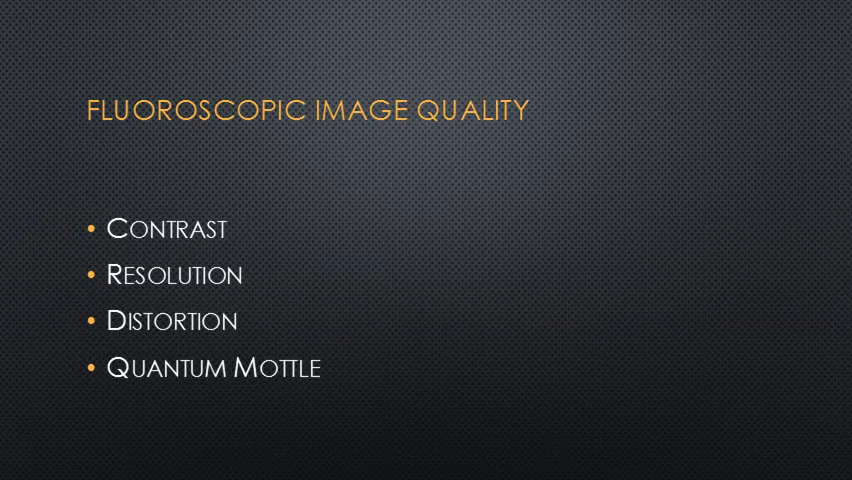 FLUOROSCOPIC IMAGE QUALITY
• CONTRAST
• RESOLUTION
• DISTORTION
• QUANTUM MOTTLE